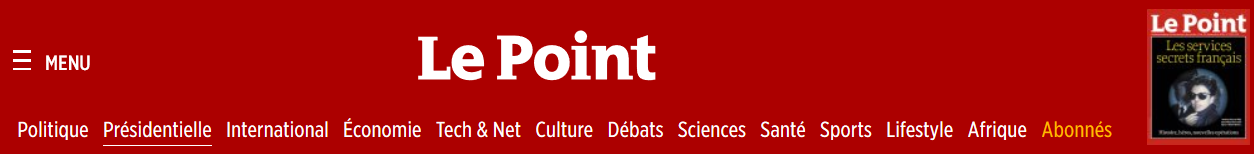 MENU
Le Point
Politique Présidentielle International Économie Tech & Net Culture Débats Sciences Santé Sports Lifestyle Afrique Abonnés
Le Point
Les services
secrets français